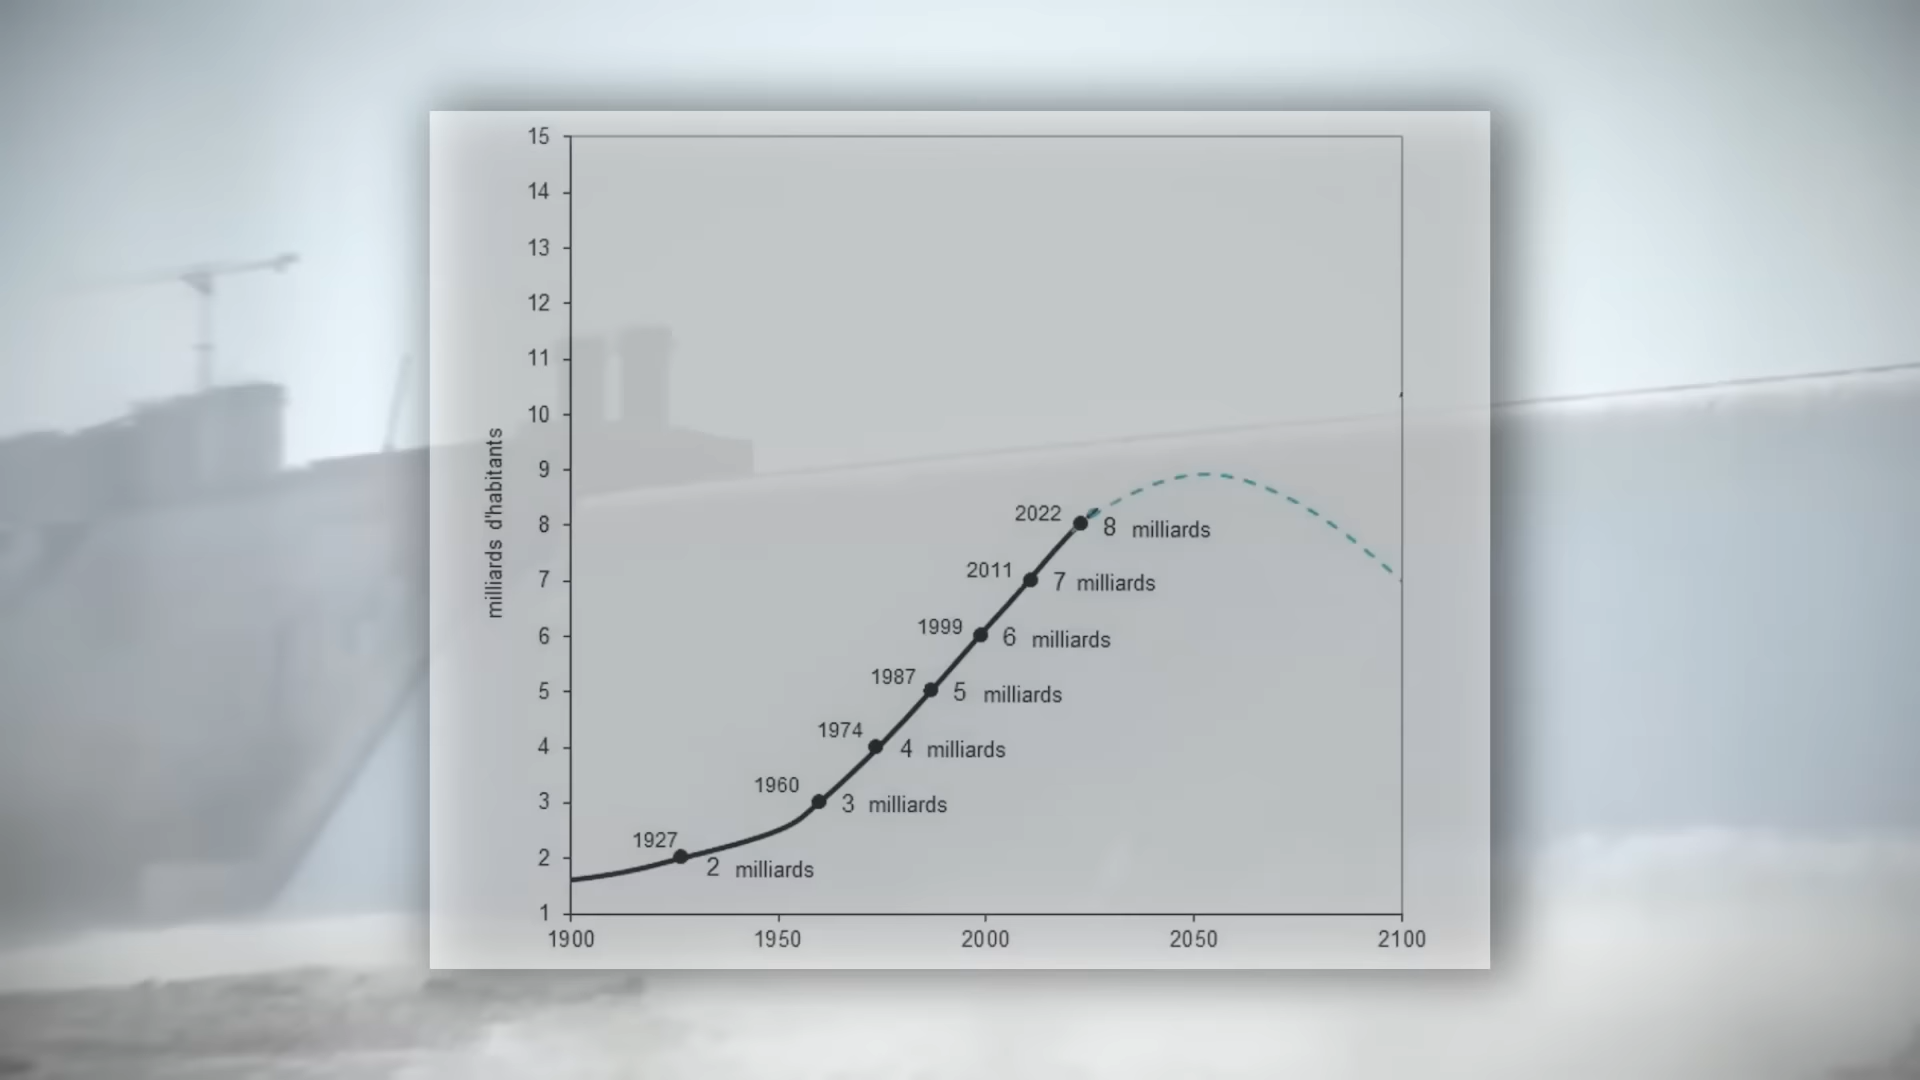 15
14
13
12
11
10
9
8
7
6
5
4
3
2
1
milliards d'habitants
2022
8 milliards
2011
7 milliards
1999
6 milliards
1987
5 milliards
1974
4 milliards
1960
3 milliards
1927
2 milliards
1900 1950 2000 2050 2100